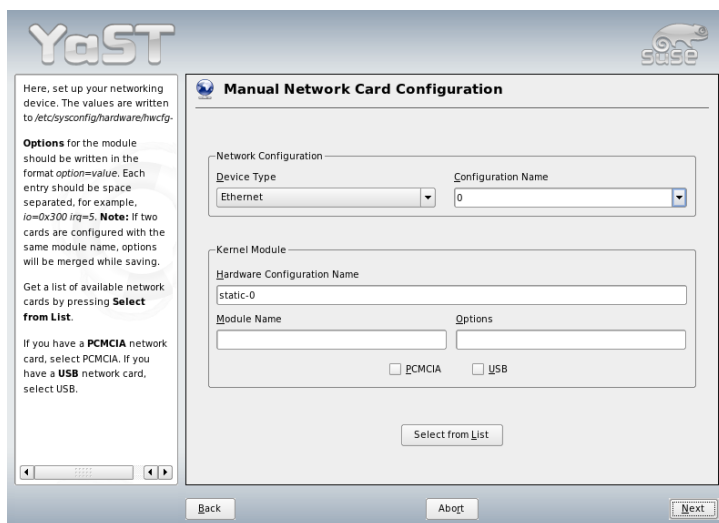 YaST
SUSE
Here, set up your networking
device. The values are written
to /etc/sysconfig/hardware/hwcfg-
Options for the module
should be written in the
format option=value. Each
entry should be space
separated, for example,
io=0x300 irq=5. Note: If two
cards are configured with the
same module name, options
will be merged while saving.
Get a list of available network
cards by pressing Select
from List.
If you have a PCMCIA network
card, select PCMCIA. If you
have a USB network card,
select USB.
Manual Network Card Configuration
Network Configuration
Device Type
Configuration Name
Ethernet
0
Kernel Module
Hardware Configuration Name
static-0
Module Name
Options
PCMCIA
USB
Select from List
Back
Abort
Next